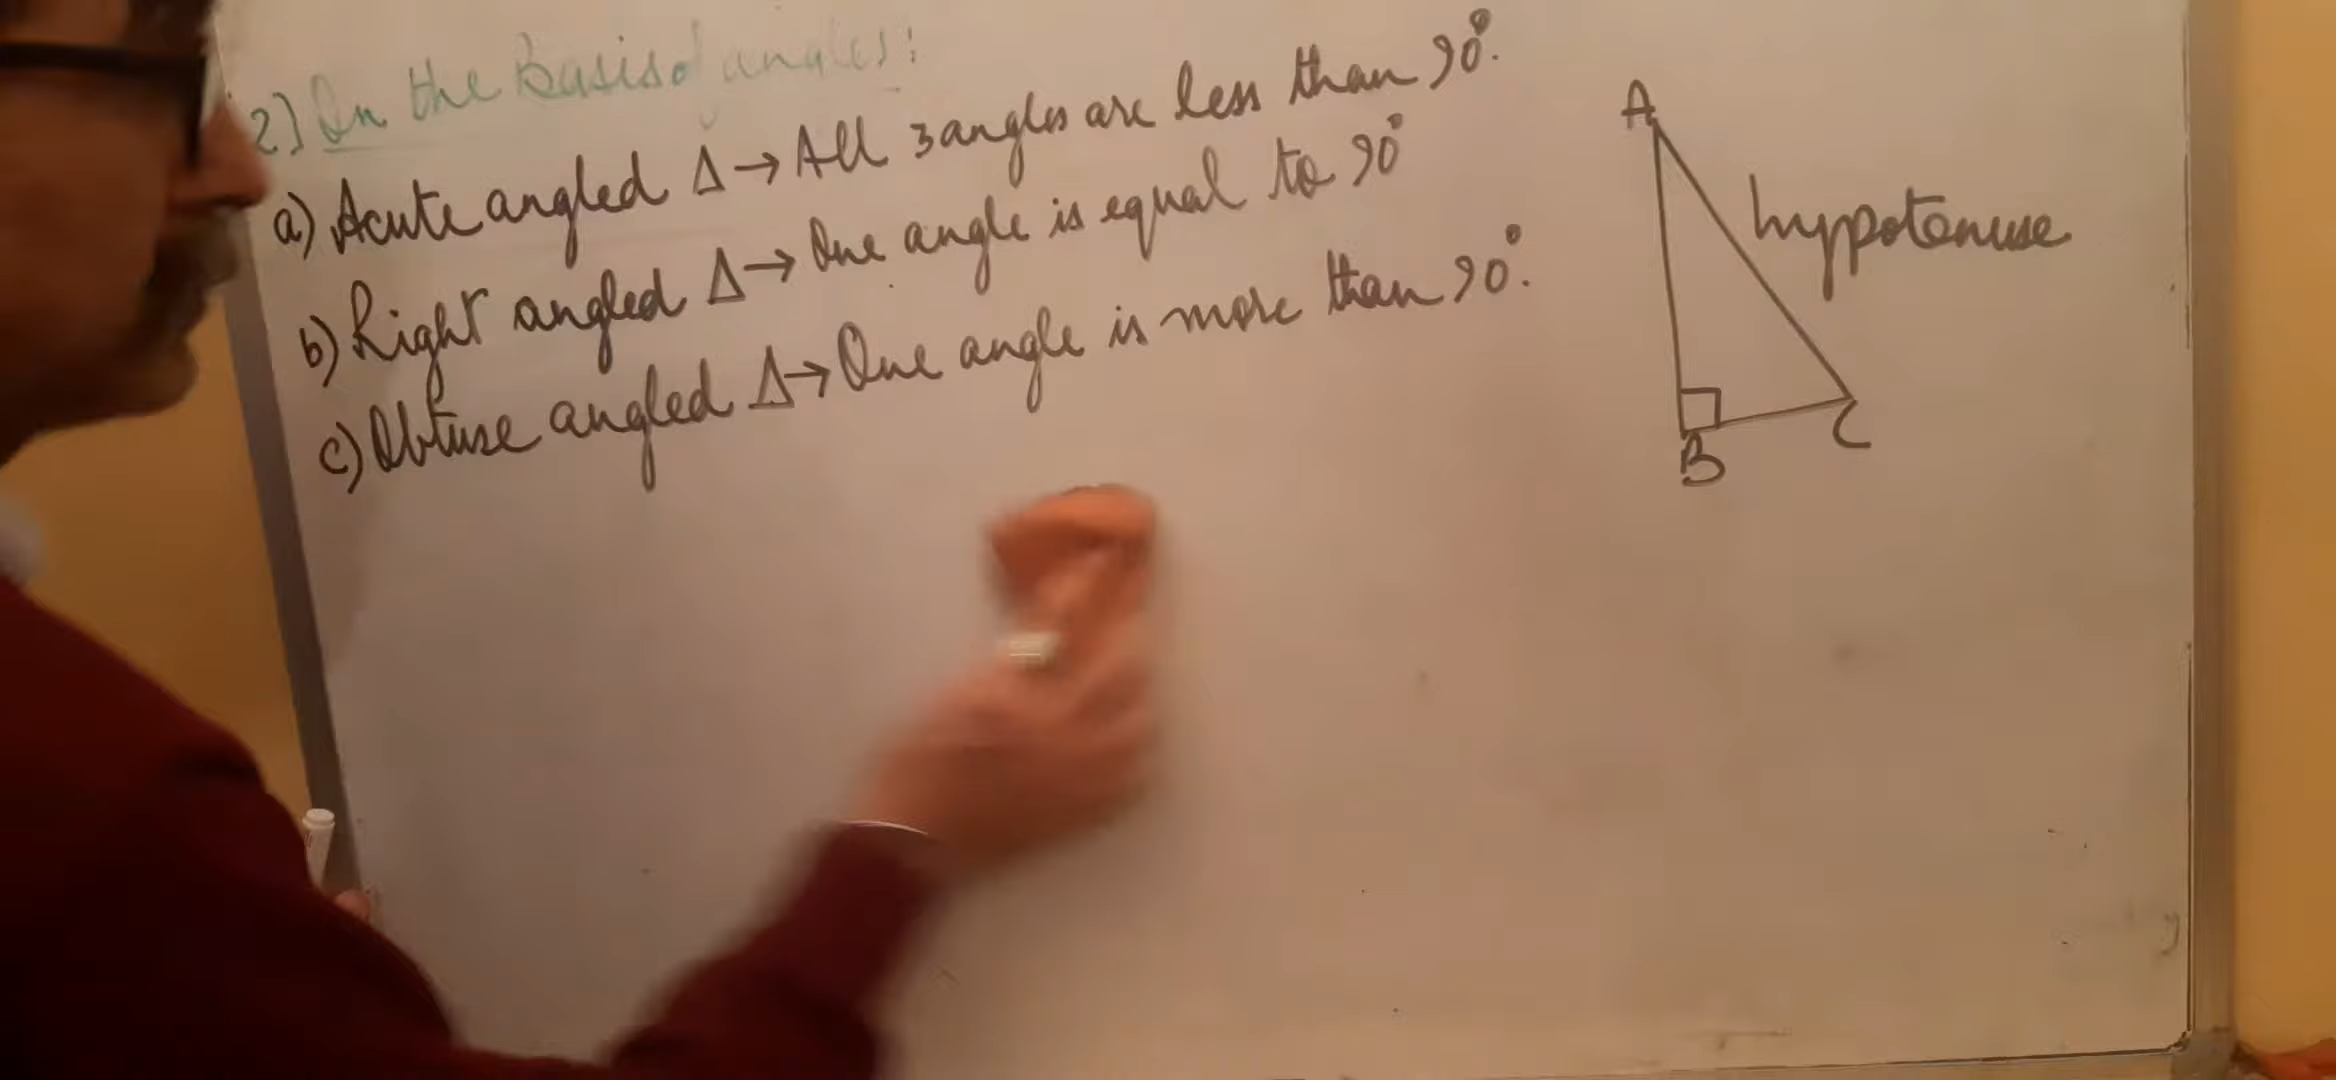 2) On the Basis of angles:
a) Acute angled Δ → All 3 angles are less than 90°.
b) Right angled Δ → One angle is equal to 90°
c) Obtuse angled Δ → One angle is more than 90°.
A
hypotenuse
B
C